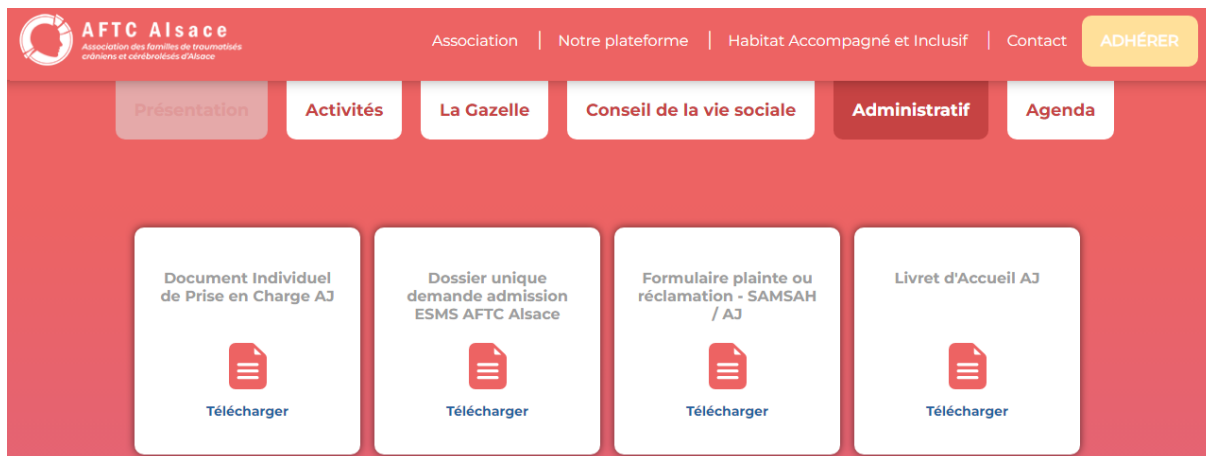 AFTC Alsace
Association des familles de traumatisés
crâniens et cérébrolésés d'Alsace
Association
Notre plateforme
Habitat Accompagné et Inclusif
Contact
ADHÉRER
Présentation
Activités
La Gazelle
Conseil de la vie sociale
Administratif
Agenda
Document Individuel
de Prise en Charge AJ
Télécharger
Dossier unique
demande admission
ESMS AFTC Alsace
Télécharger
Formulaire plainte ou
réclamation - SAMSAH
/ AJ
Télécharger
Livret d'Accueil AJ
Télécharger